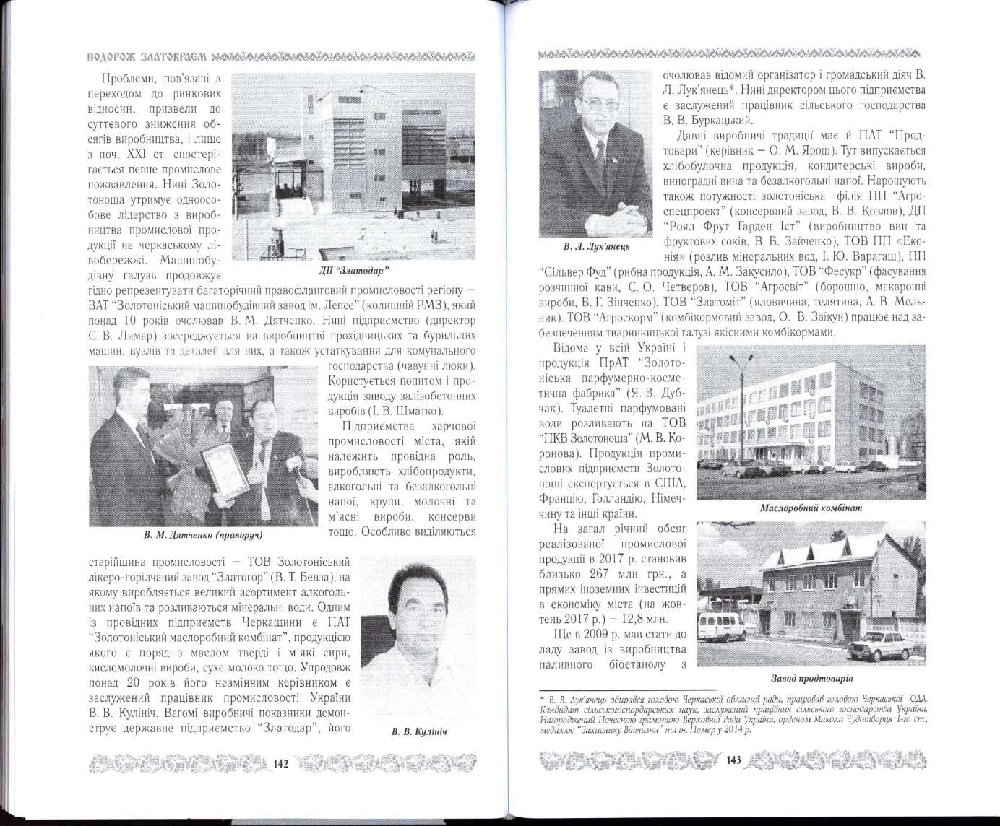 ПОДОРОЖ ЗЛАТОКРАЄМ
Проблеми, пов'язані з
переходом до ринкових
відносин, призвели до
суттєвого зниження об-
сягів виробництва, і лише
з поч. XXI ст. спостері-
гається певне промислове
пожвавлення. Нині Золо-
тоноша утримує одноосо-
бове лідерство з вироб-
ництва промислової про-
дукції на черкаському лі-
вобережжі. Машинобу-
дівну галузь продовжує
ДП “Златодар”
гідно репрезентувати багаторічний правофланговий промисловості регіону –
ВАТ “Золотоніський машинобудівний завод ім. Лепсе” (колишній РМЗ), який
понад 10 років очолював В. М. Дятченко. Нині підприємство (директор
С. В. Лимар) зосереджується на виробництві прохідницьких та бурильних
машин, вузлів та деталей для них, а також устаткування для комунального
господарства (чавунні люки).
Користується попитом і про-
дукція заводу залізобетонних
виробів (І. В. Шматко).
Підприємства харчової
промисловості міста, якій
належить провідна роль,
виробляють хлібопродукти,
алкогольні та безалкогольні
напої, крупи, молочні та
м’ясні вироби, консерви
тощо. Особливо виділяються
В. М. Дятченко (праворуч)
старійшина промисловості – ТОВ Золотоніський
лікеро-горілчаний завод “Златогор” (В. Т. Бевза), на
якому виробляється великий асортимент алкоголь-
них напоїв та розливаються мінеральні води. Одним
із провідних підприємств Черкащини є ПАТ
“Золотоніський маслоробний комбінат”, продукцією
якого є поряд з маслом тверді і м’які сири,
кисломолочні вироби, сухе молоко тощо. Упродовж
понад 20 років його незмінним керівником є
заслужений працівник промисловості України
В. В. Кулініч. Вагомі виробничі показники демон-
струє державне підприємство “Златодар”, його
В. В. Кулініч
142
очолював відомий організатор і громадський діяч В.
Л. Лук'янець*. Нині директором цього підприємства
є заслужений працівник сільського господарства
В. В. Буркацький.
Давні виробничі традиції має й ПАТ “Прод-
товари” (керівник – О. М. Ярош). Тут випускається
хлібобулочна продукція, кондитерські вироби,
виноградні вина та безалкогольні напої. Нарощують
також потужності золотоніська філія ПП “Агро-
спецпроект” (консервний завод, В. В. Козлов), ДП
“Роял Фрут Гарден Іст” (виробництво вин та
фруктових соків, В. В. Зайченко), ТОВ ПП «Еко-
нія» (розлив мінеральних вод, І. Ю. Варагаш), ПП
В. Л. Лук'янець
“Сільвер Фуд” (рибна продукція, А. М. Закусило), ТОВ “Фесукр” (фасування
розчинної кави, С. О. Четверов), ТОВ “Агросвіт” (борошно, макаронні
вироби, В. Г. Зінченко), ТОВ “Златоміт” (яловичина, телятина, А. В. Мель-
ник). ТОВ “Агроскорм” (комбікормовий завод, О. В. Заїкун) працює над за-
безпеченням тваринницької галузі якісними комбікормами.
Відома у всій Україні і
продукція ПрАТ “Золото-
ніська парфумерно-косме-
тична фабрика” (Я. В. Дуб-
чак). Туалетні парфумовані
води розливають на ТОВ
“ПКВ Золотоноша” (М. В. Ко-
ронова). Продукція проми-
слових підприємств Золото-
ноші експортується в США,
Францію, Голландію, Німеч-
чину та інші країни.
Маслоробний комбінат
На загал річний обсяг
реалізованої промислової
продукції в 2017 р. становив
близько 267 млн грн., а
прямих іноземних інвестицій
в економіку міста (на жов-
тень 2017 р.) – 12,8 млн.
Ще в 2009 р. мав стати до
ладу завод із виробництва
паливного біоетанолу з
Завод продтоварів
* В. В. Лук'янець обирався головою Черкаської обласної ради, працював головою Черкаської ОДА.
Кандидат сільськогоспордарських наук, заслужений працівник сільського господарства України.
Нагороджений Почесною грамотою Верховної Ради України, орденом Миколи Чудотворця 1-го ст.,
медаллю “Захиснику Вітчизни” та ін. Помер у 2014 р.
143